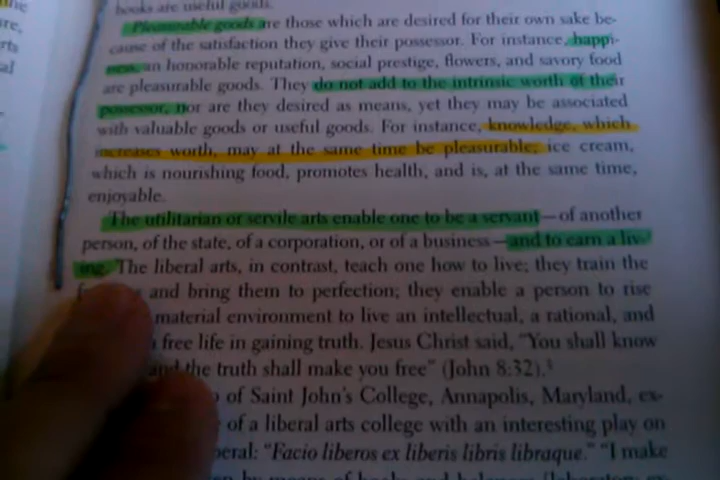 books are useful goods.
Pleasurable goods are those which are desired for their own sake be-
cause of the satisfaction they give their possessor. For instance, happi-
ness, an honorable reputation, social prestige, flowers, and savory food
are pleasurable goods. They do not add to the intrinsic worth of their
possessor, nor are they desired as means, yet they may be associated
with valuable goods or useful goods. For instance, knowledge, which
increases worth, may at the same time be pleasurable; ice cream,
which is nourishing food, promotes health, and is, at the same time,
enjoyable.
The utilitarian or servile arts enable one to be a servant—of another
person, of the state, of a corporation, or of a business—and to earn a liv-
ing. The liberal arts, in contrast, teach one how to live; they train the
and bring them to perfection; they enable a person to rise
material environment to live an intellectual, a rational, and
free life in gaining truth. Jesus Christ said, "You shall know
and the truth shall make you free" (John 8:32).
of Saint John's College, Annapolis, Maryland, ex-
of a liberal arts college with an interesting play on
"Facio liberos ex liberis libris libraque." "I make